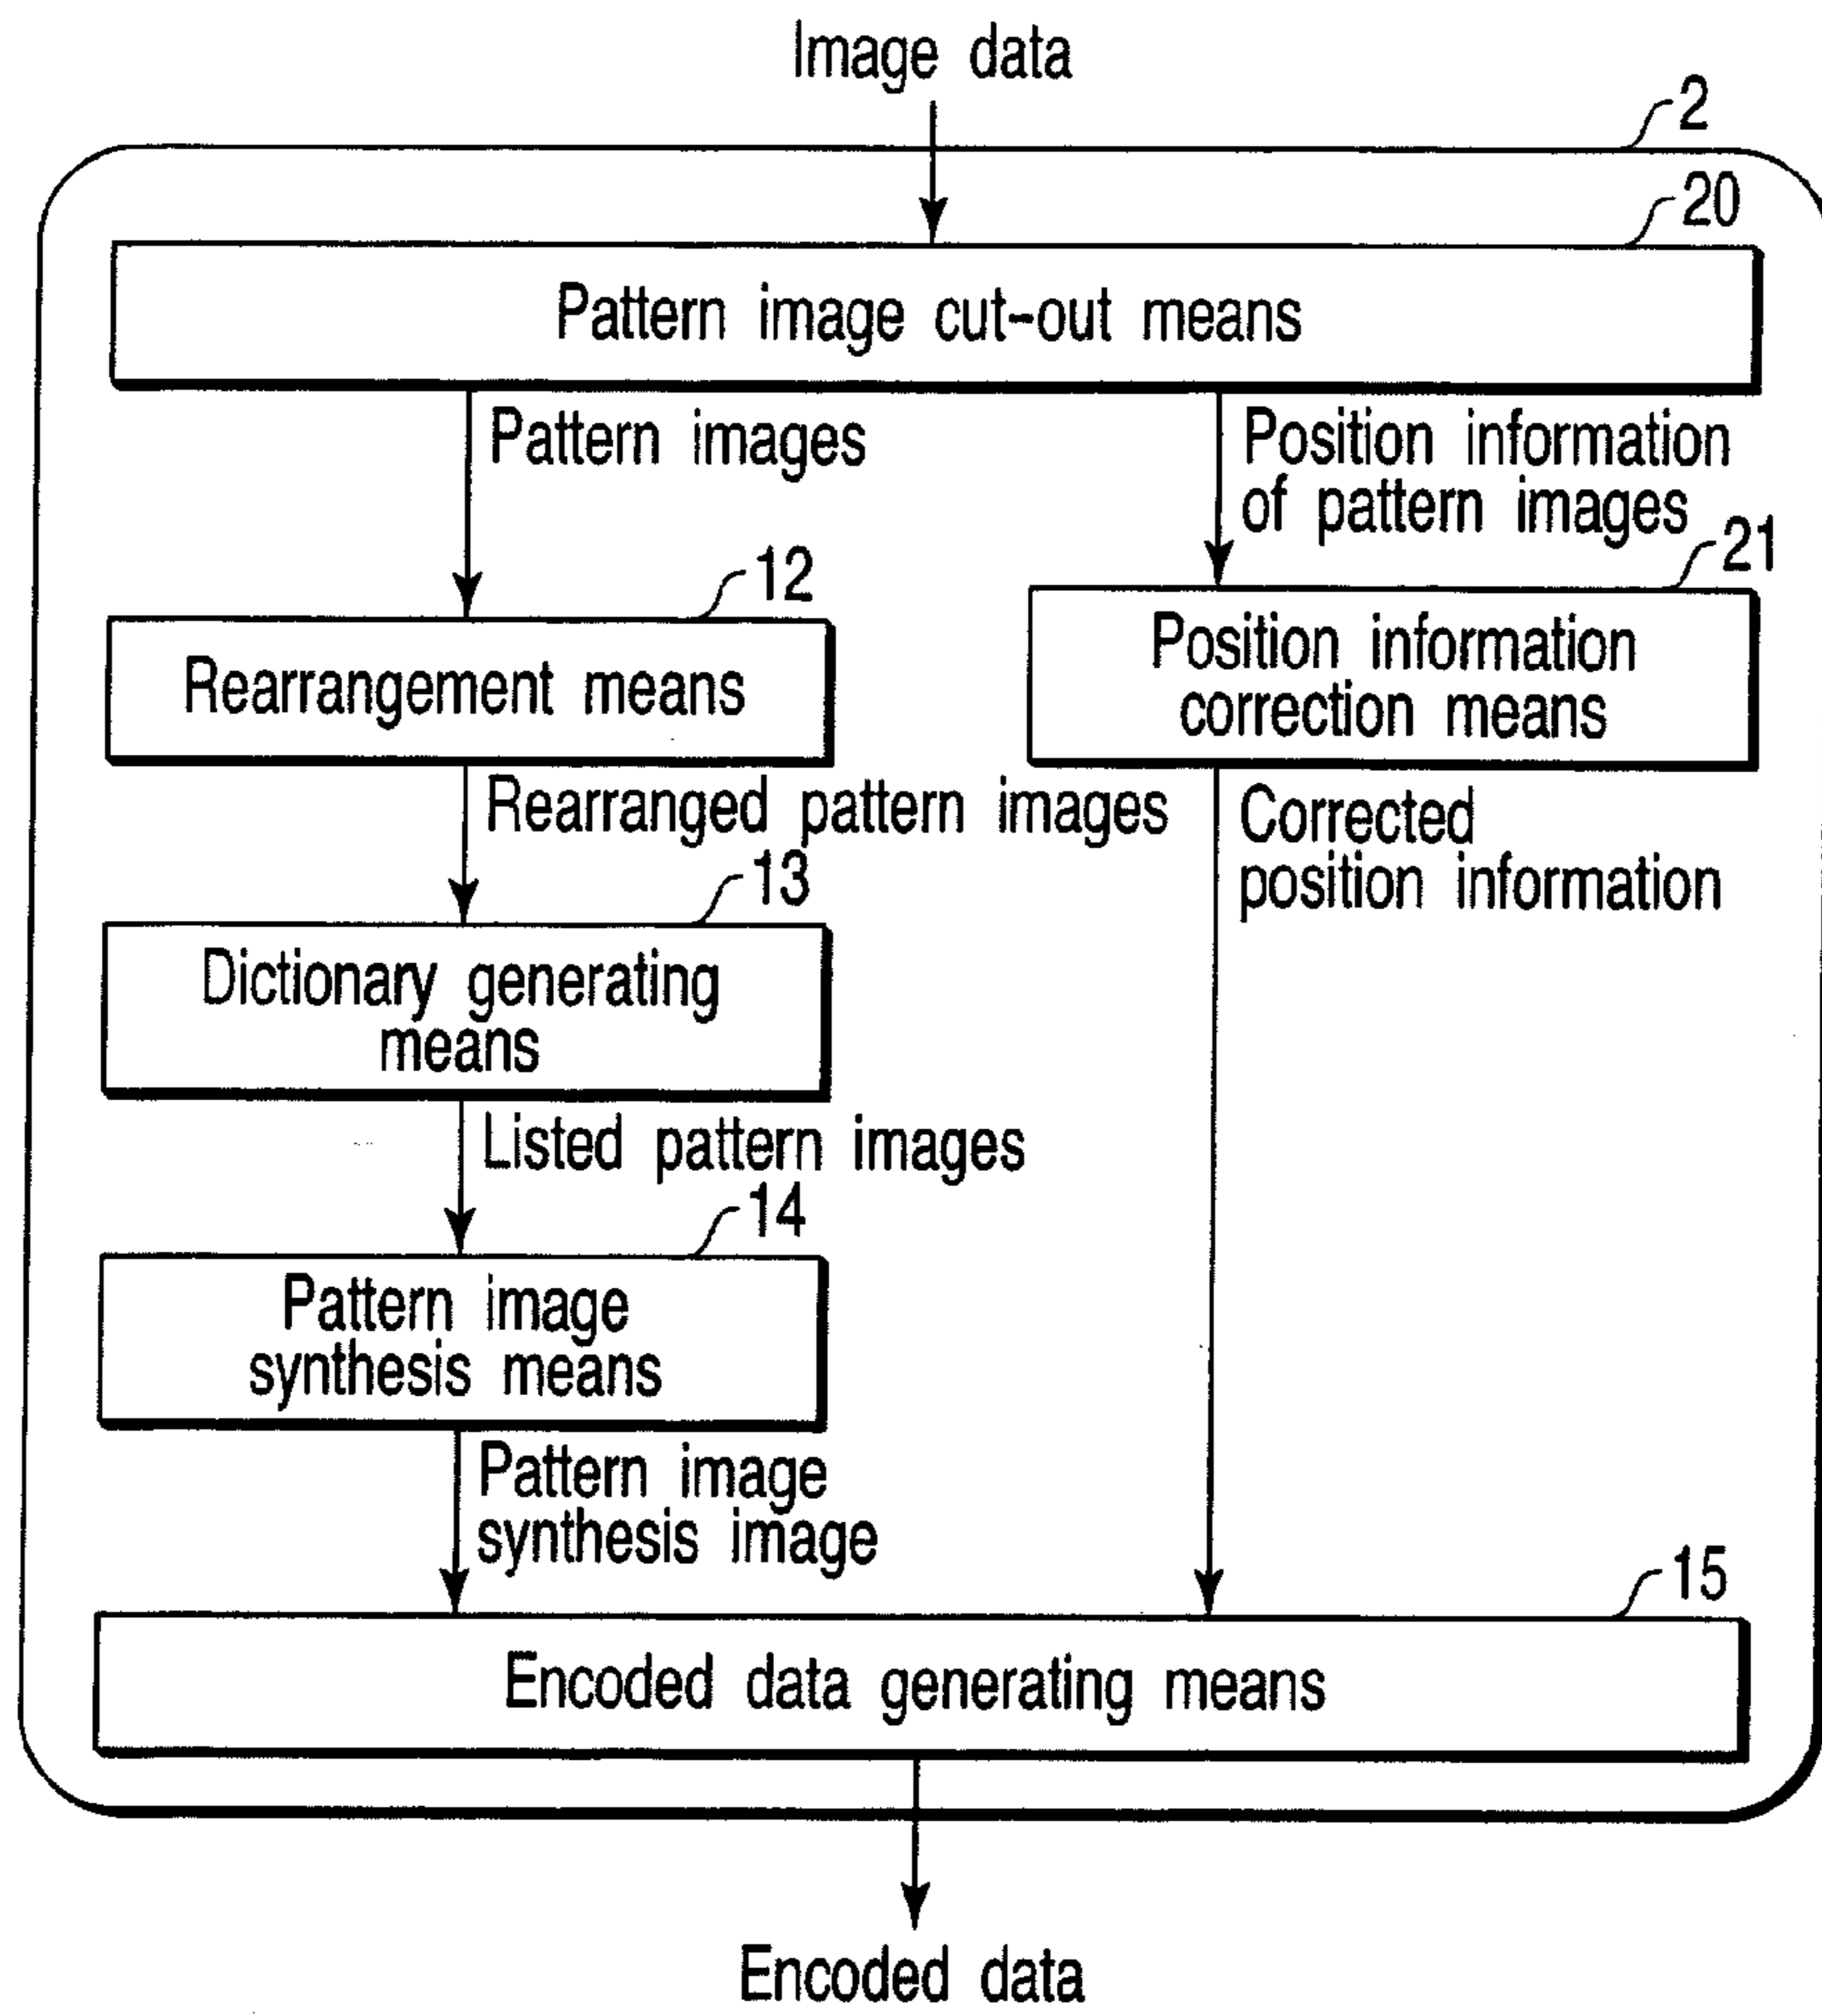 Image data
2
20
Pattern image cut-out means
Pattern images
Position information
of pattern images
12
21
Rearrangement means
Position information
correction means
Rearranged pattern images
Corrected
position information
13
Dictionary generating
means
Listed pattern images
14
Pattern image
synthesis means
Pattern image
synthesis image
15
Encoded data generating means
Encoded data